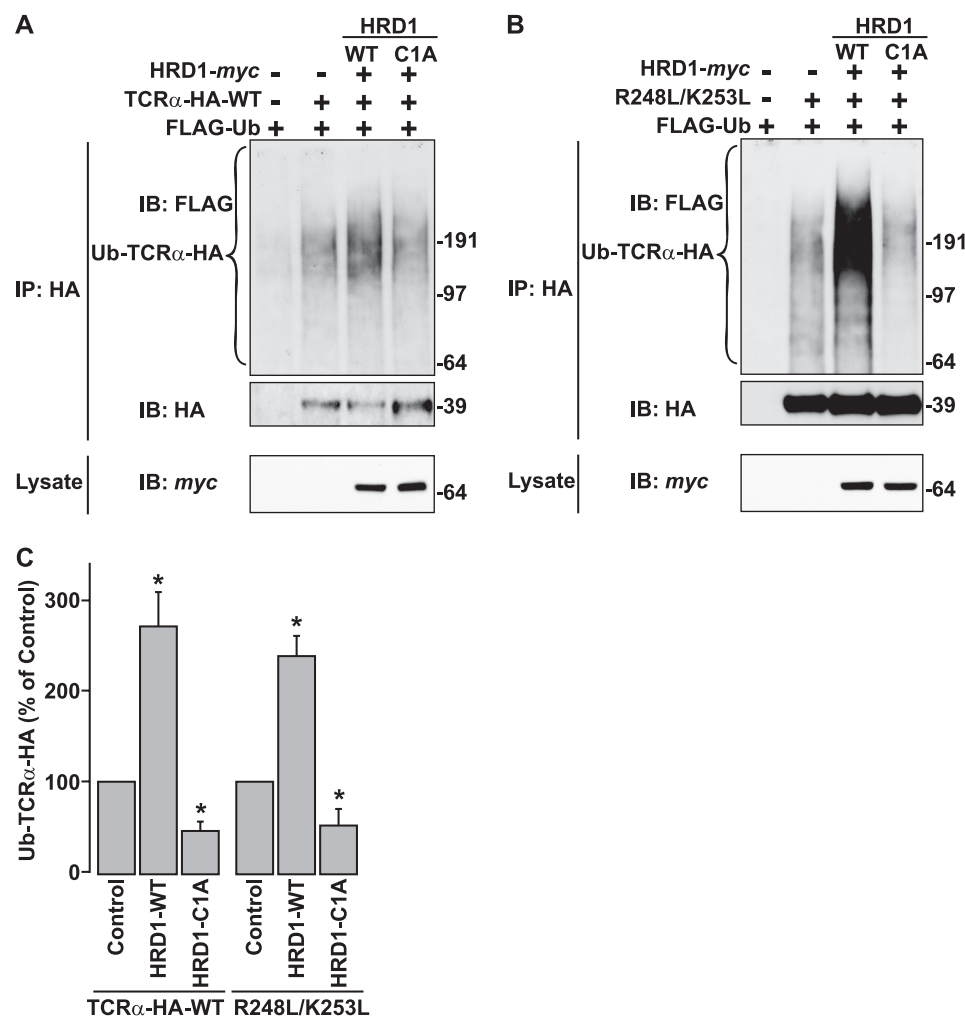 A
HRD1
WT C1A
HRD1-myc - - + +
TCRα-HA-WT - + + +
FLAG-Ub + + + +
IB: FLAG
Ub-TCRα-HA
IP: HA
-191
-97
-64
IB: HA
-39
Lysate
IB: myc
-64
B
HRD1
WT C1A
HRD1-myc - - + +
R248L/K253L - + + +
FLAG-Ub + + + +
IB: FLAG
Ub-TCRα-HA
IP: HA
-191
-97
-64
IB: HA
-39
Lysate
IB: myc
-64
C
Ub-TCRα-HA (% of Control)
300
200
100
0
* * * *
Control
HRD1-WT
HRD1-C1A
Control
HRD1-WT
HRD1-C1A
TCRα-HA-WT
R248L/K253L